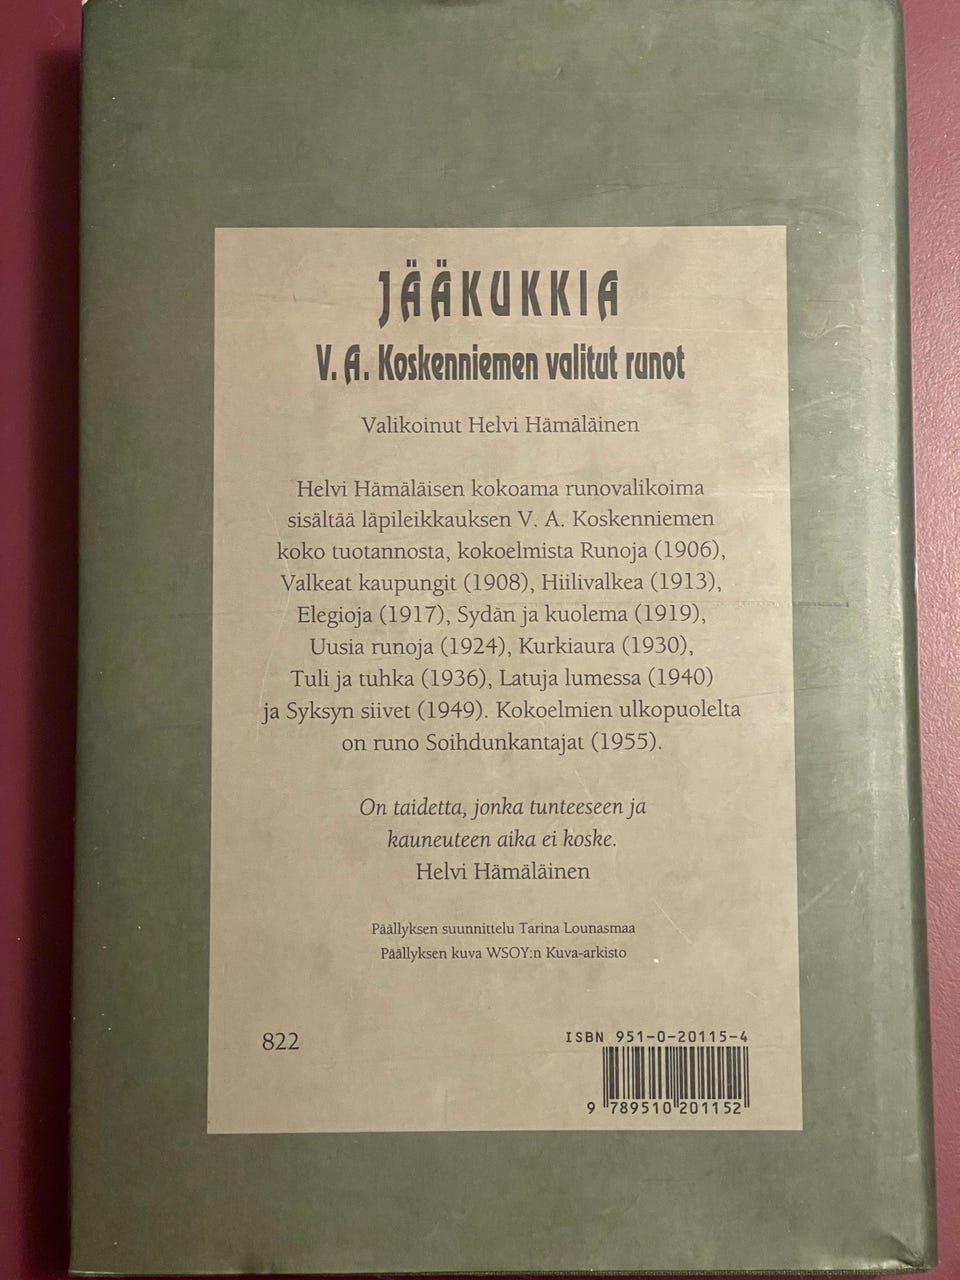 JÄÄKUKKIA
V. A. Koskenniemen valitut runot
Valikoinut Helvi Hämäläinen
Helvi Hämäläisen kokoama runovalikoima
sisältää läpileikkauksen V. A. Koskenniemen
koko tuotannosta, kokoelmista Runoja (1906),
Valkeat kaupungit (1908), Hiilivalkea (1913),
Elegioja (1917), Sydän ja kuolema (1919),
Uusia runoja (1924), Kurkiaura (1930),
Tuli ja tuhka (1936), Latuja lumessa (1940)
ja Syksyn siivet (1949). Kokoelmien ulkopuolelta
on runo Soihdunkantajat (1955).
On taidetta, jonka tunteeseen ja
kauneuteen aika ei koske.
Helvi Hämäläinen
Päällyksen suunnittelu Tarina Lounasmaa
Päällyksen kuva WSOY:n Kuva-arkisto
822
ISBN 951-0-20115-4
9 789510 201152